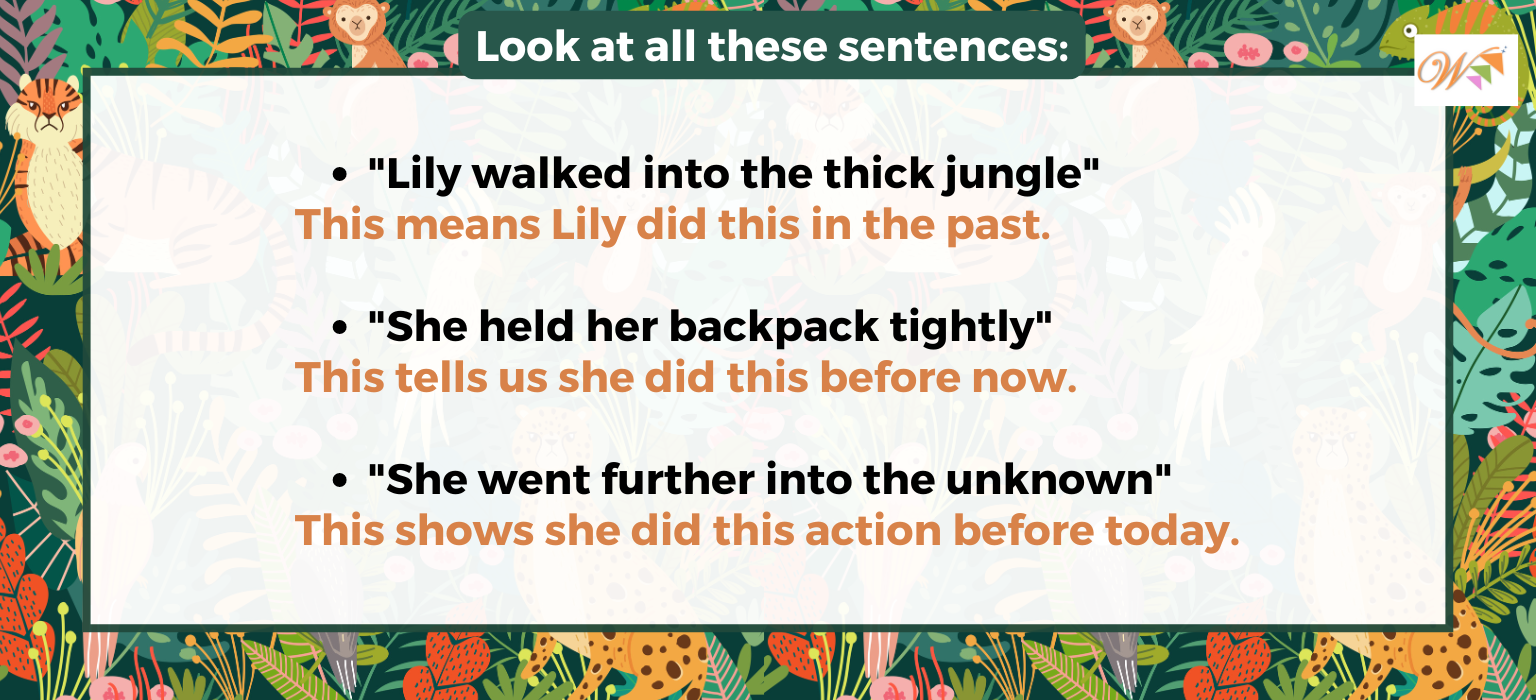 Look at all these sentences:
W
• "Lily walked into the thick jungle"
This means Lily did this in the past.
• "She held her backpack tightly"
This tells us she did this before now.
• "She went further into the unknown"
This shows she did this action before today.